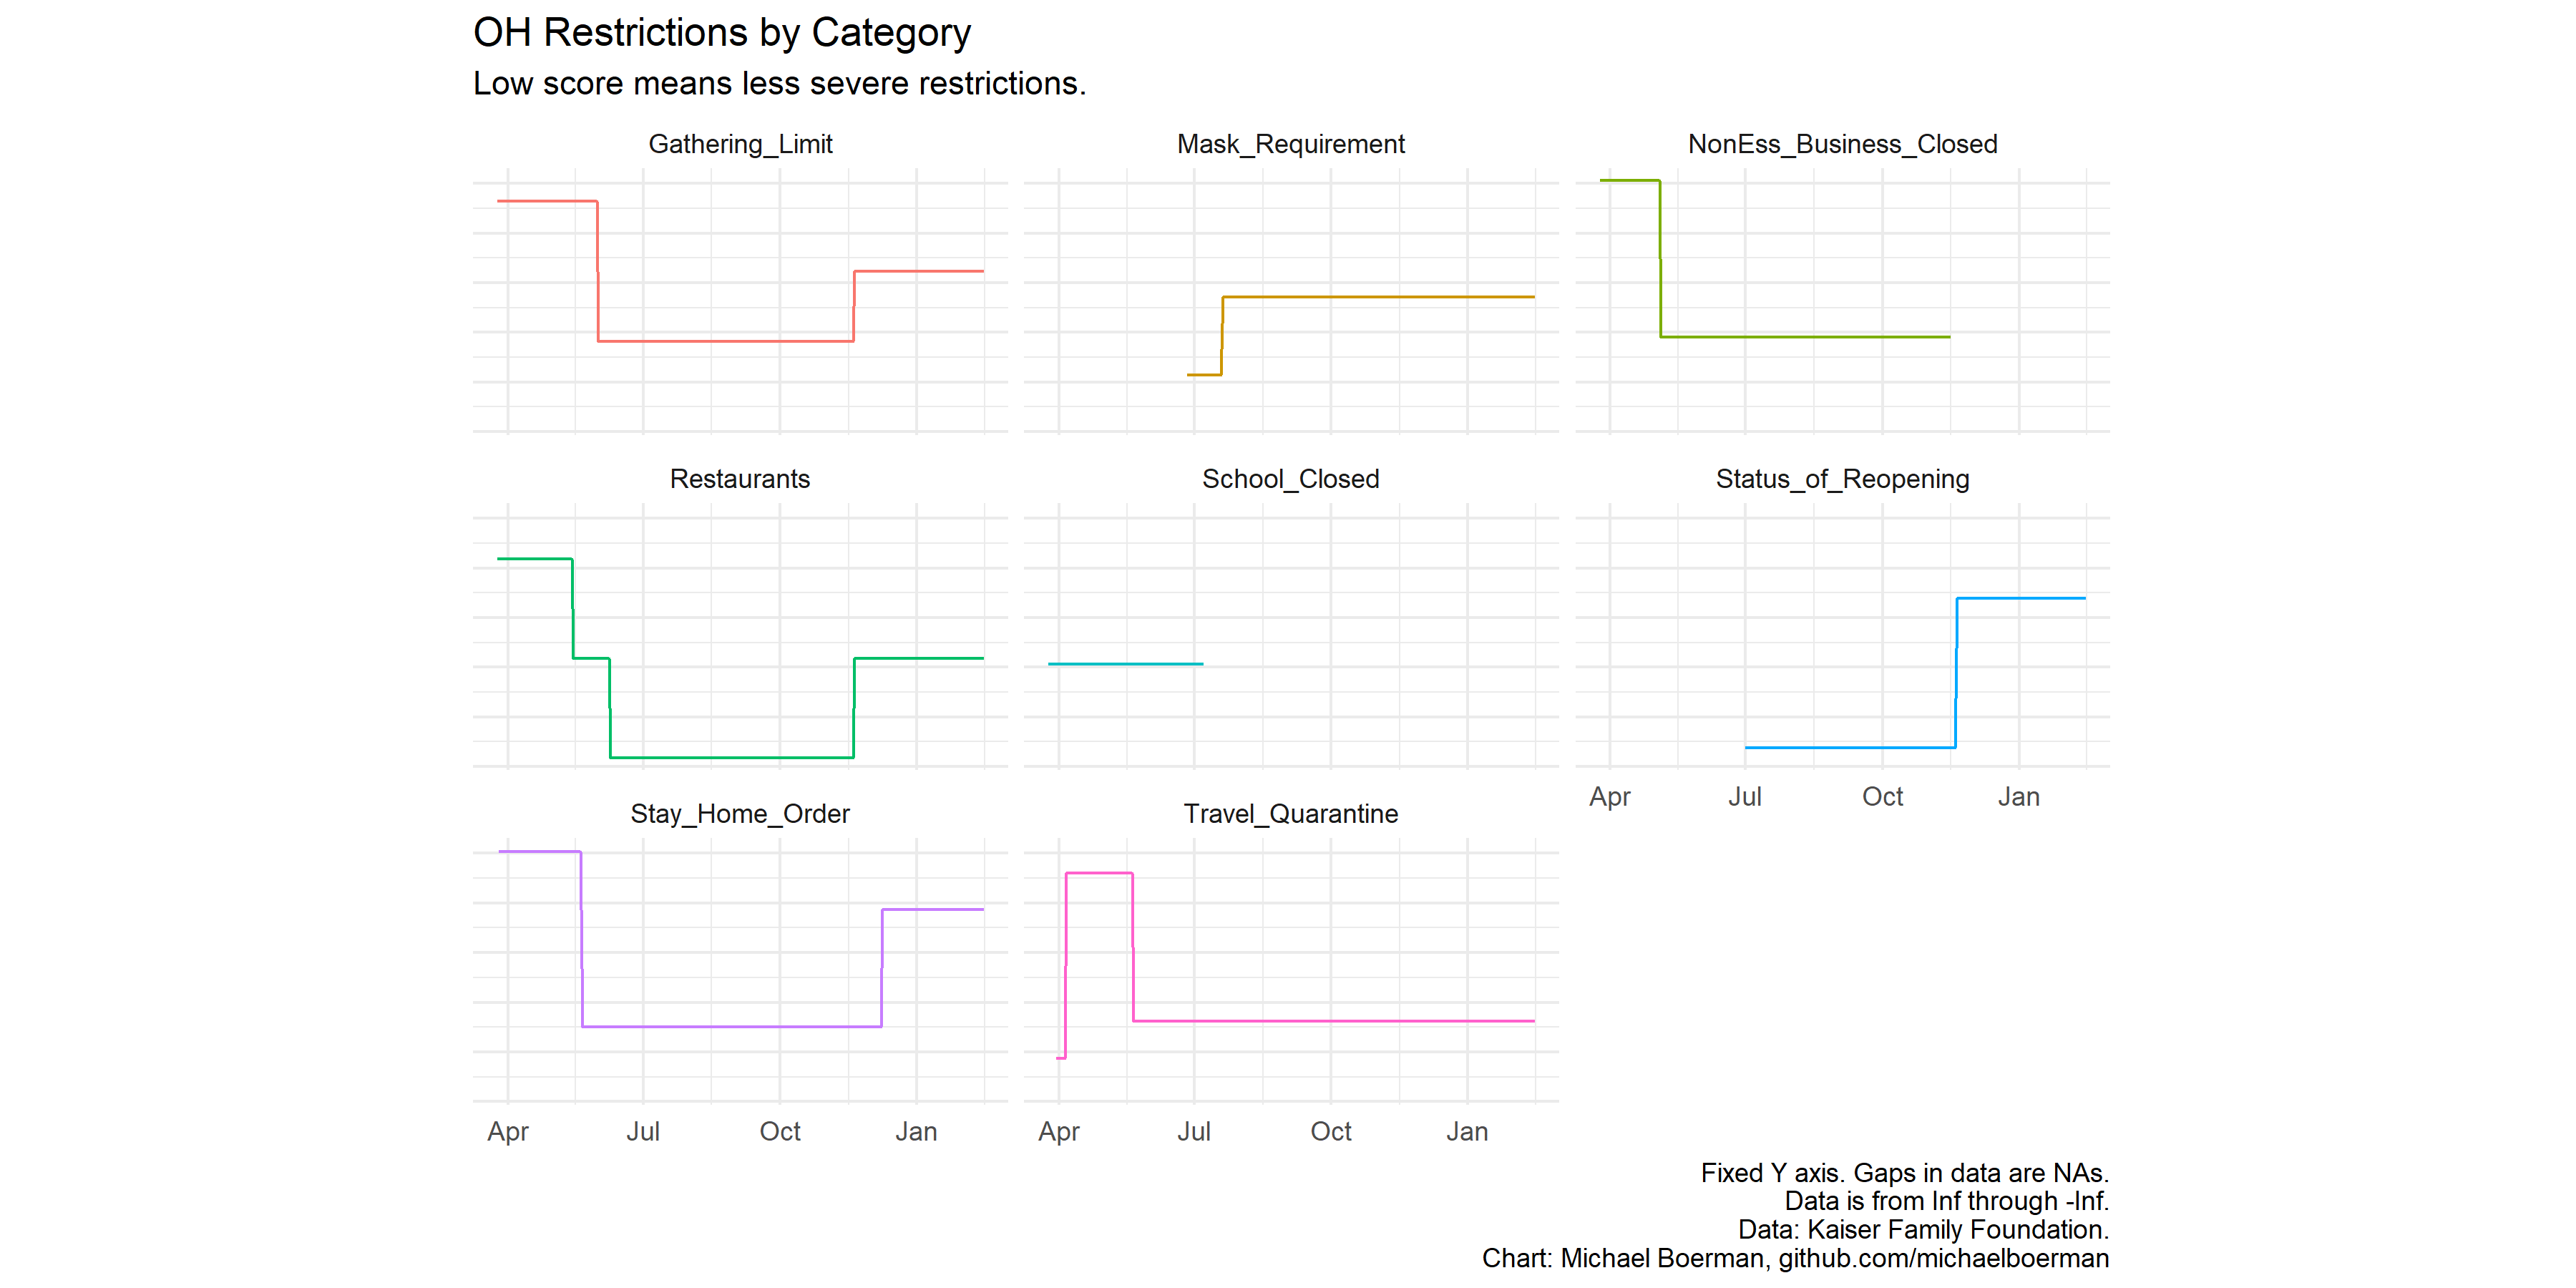 OH Restrictions by Category
Low score means less severe restrictions.
Gathering_Limit
Mask_Requirement
NonEss_Business_Closed
Restaurants
School_Closed
Status_of_Reopening
Apr Jul Oct Jan
Stay_Home_Order
Travel_Quarantine
Apr Jul Oct Jan
Apr Jul Oct Jan
Fixed Y axis. Gaps in data are NAs.
Data is from Inf through -Inf.
Data: Kaiser Family Foundation.
Chart: Michael Boerman, github.com/michaelboerman